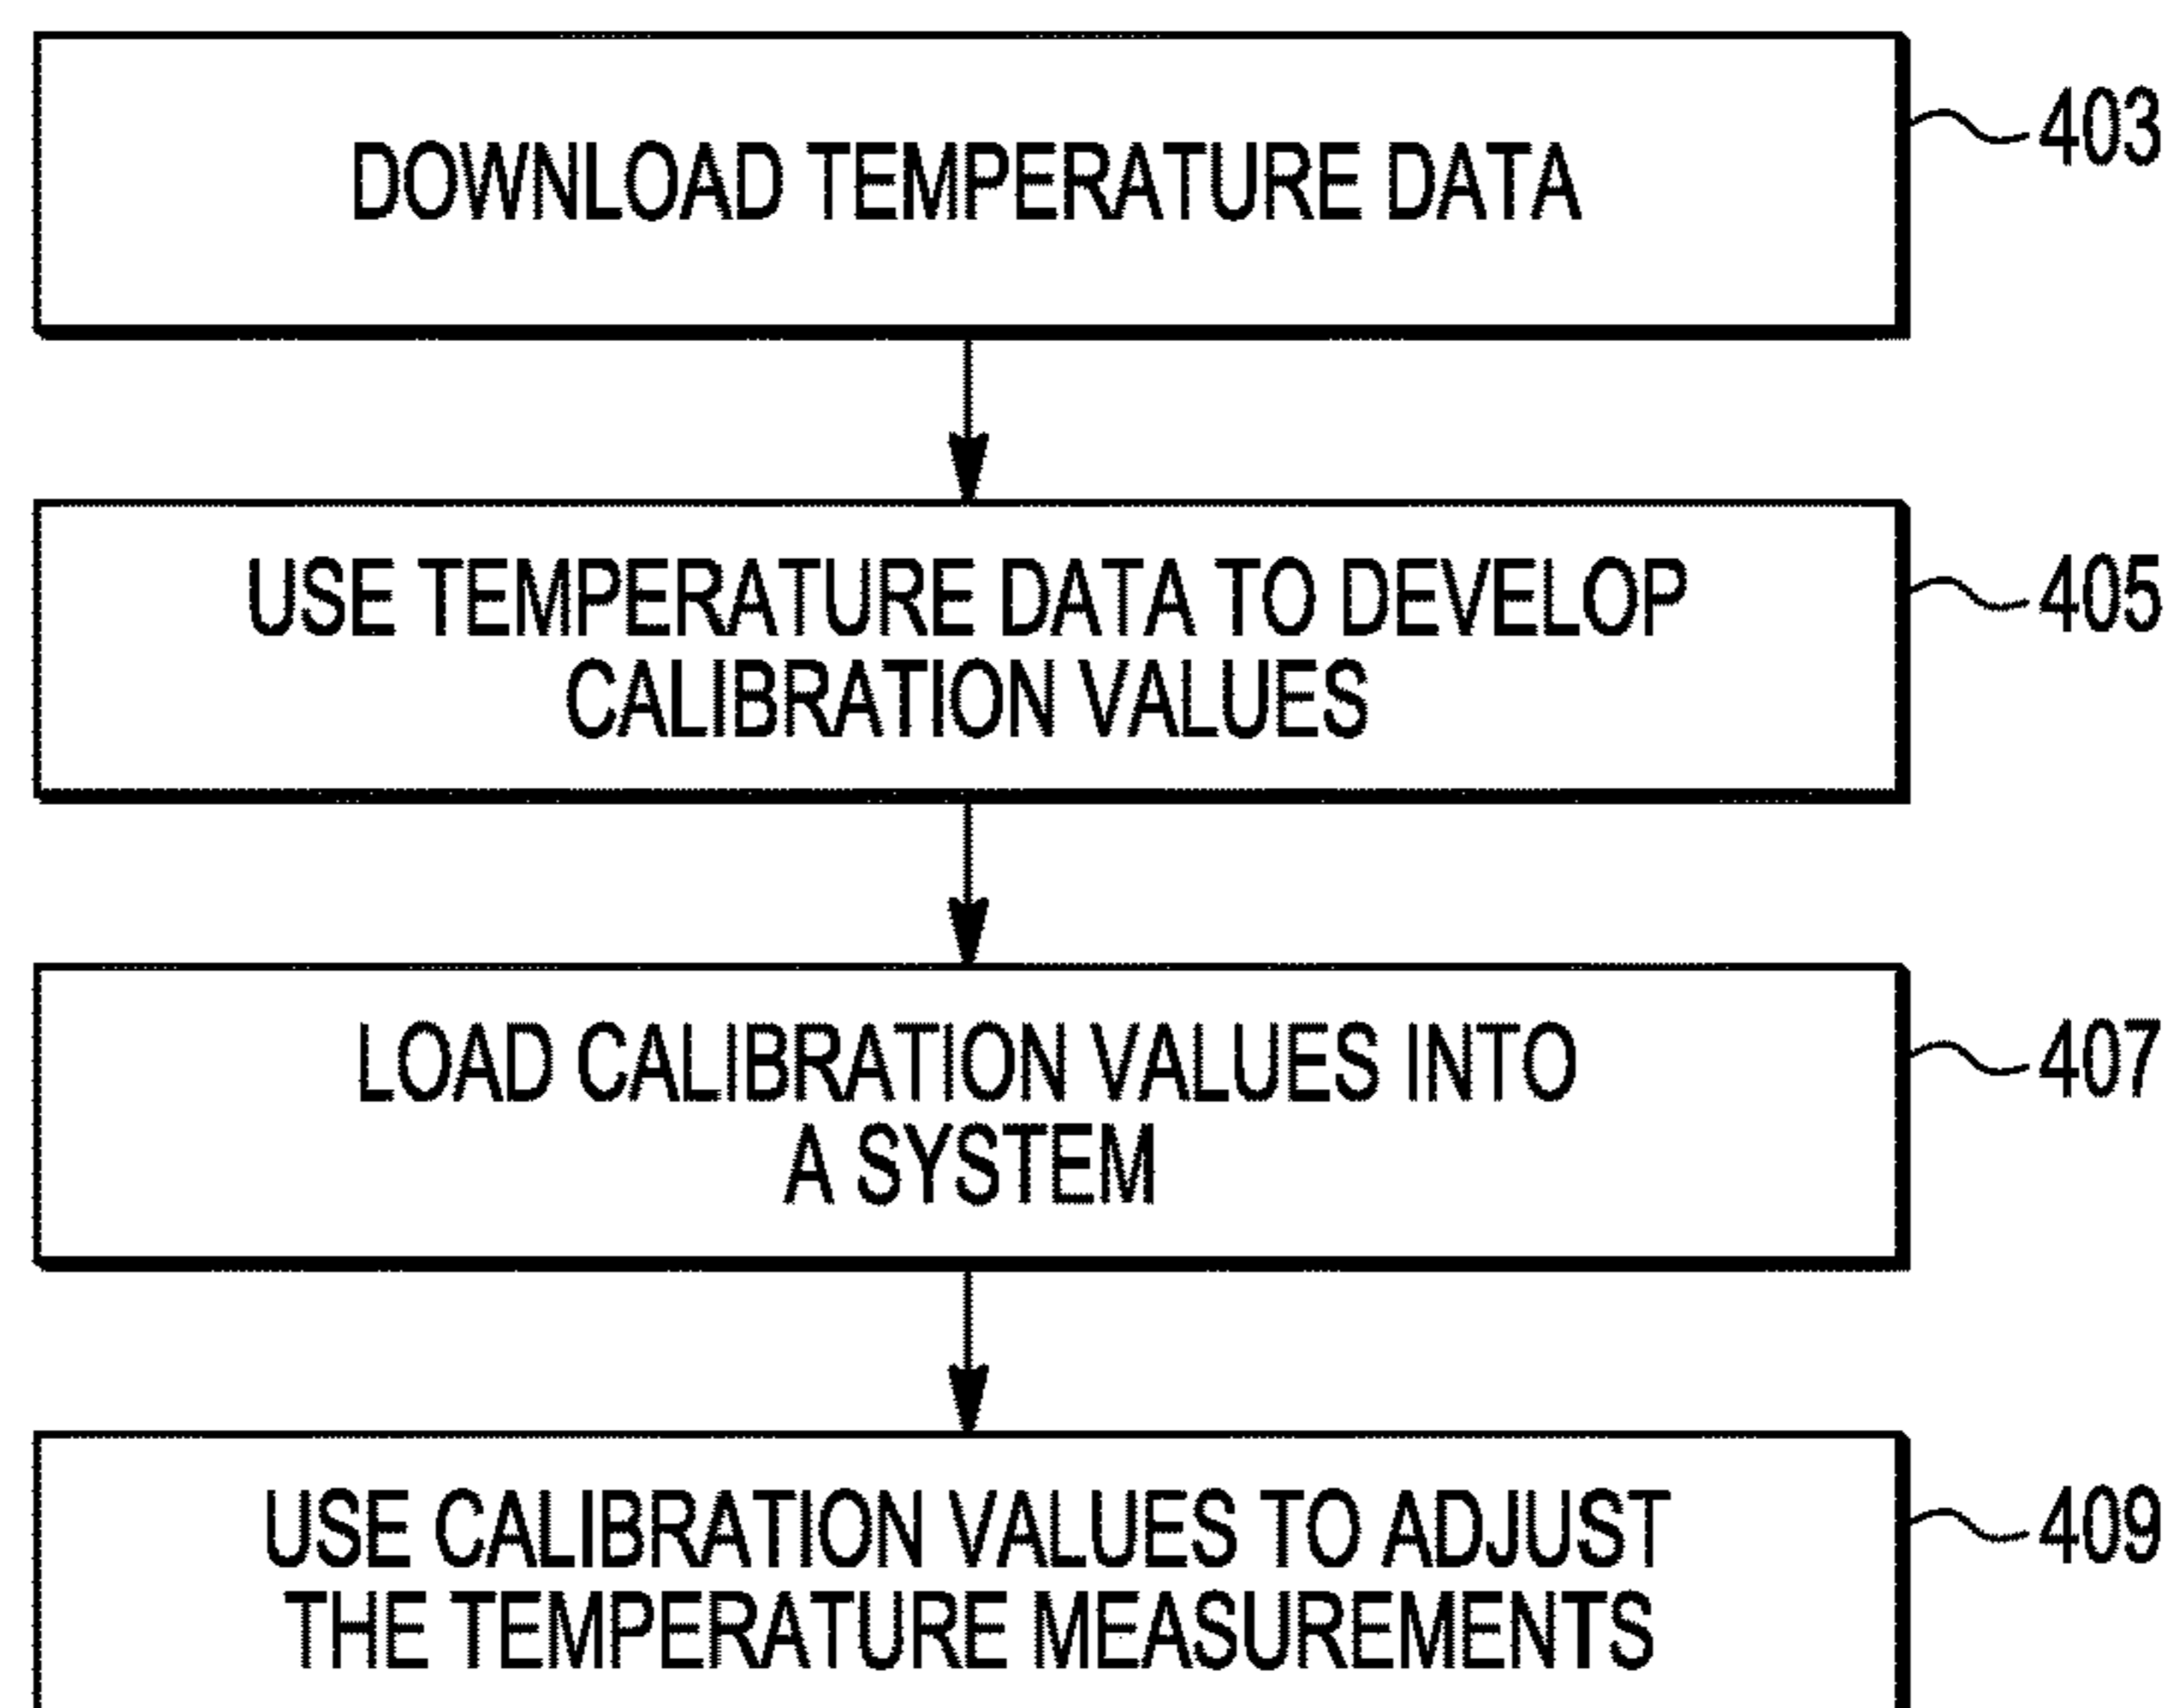 DOWNLOAD TEMPERATURE DATA
403
USE TEMPERATURE DATA TO DEVELOP
CALIBRATION VALUES
405
LOAD CALIBRATION VALUES INTO
A SYSTEM
407
USE CALIBRATION VALUES TO ADJUST
THE TEMPERATURE MEASUREMENTS
409